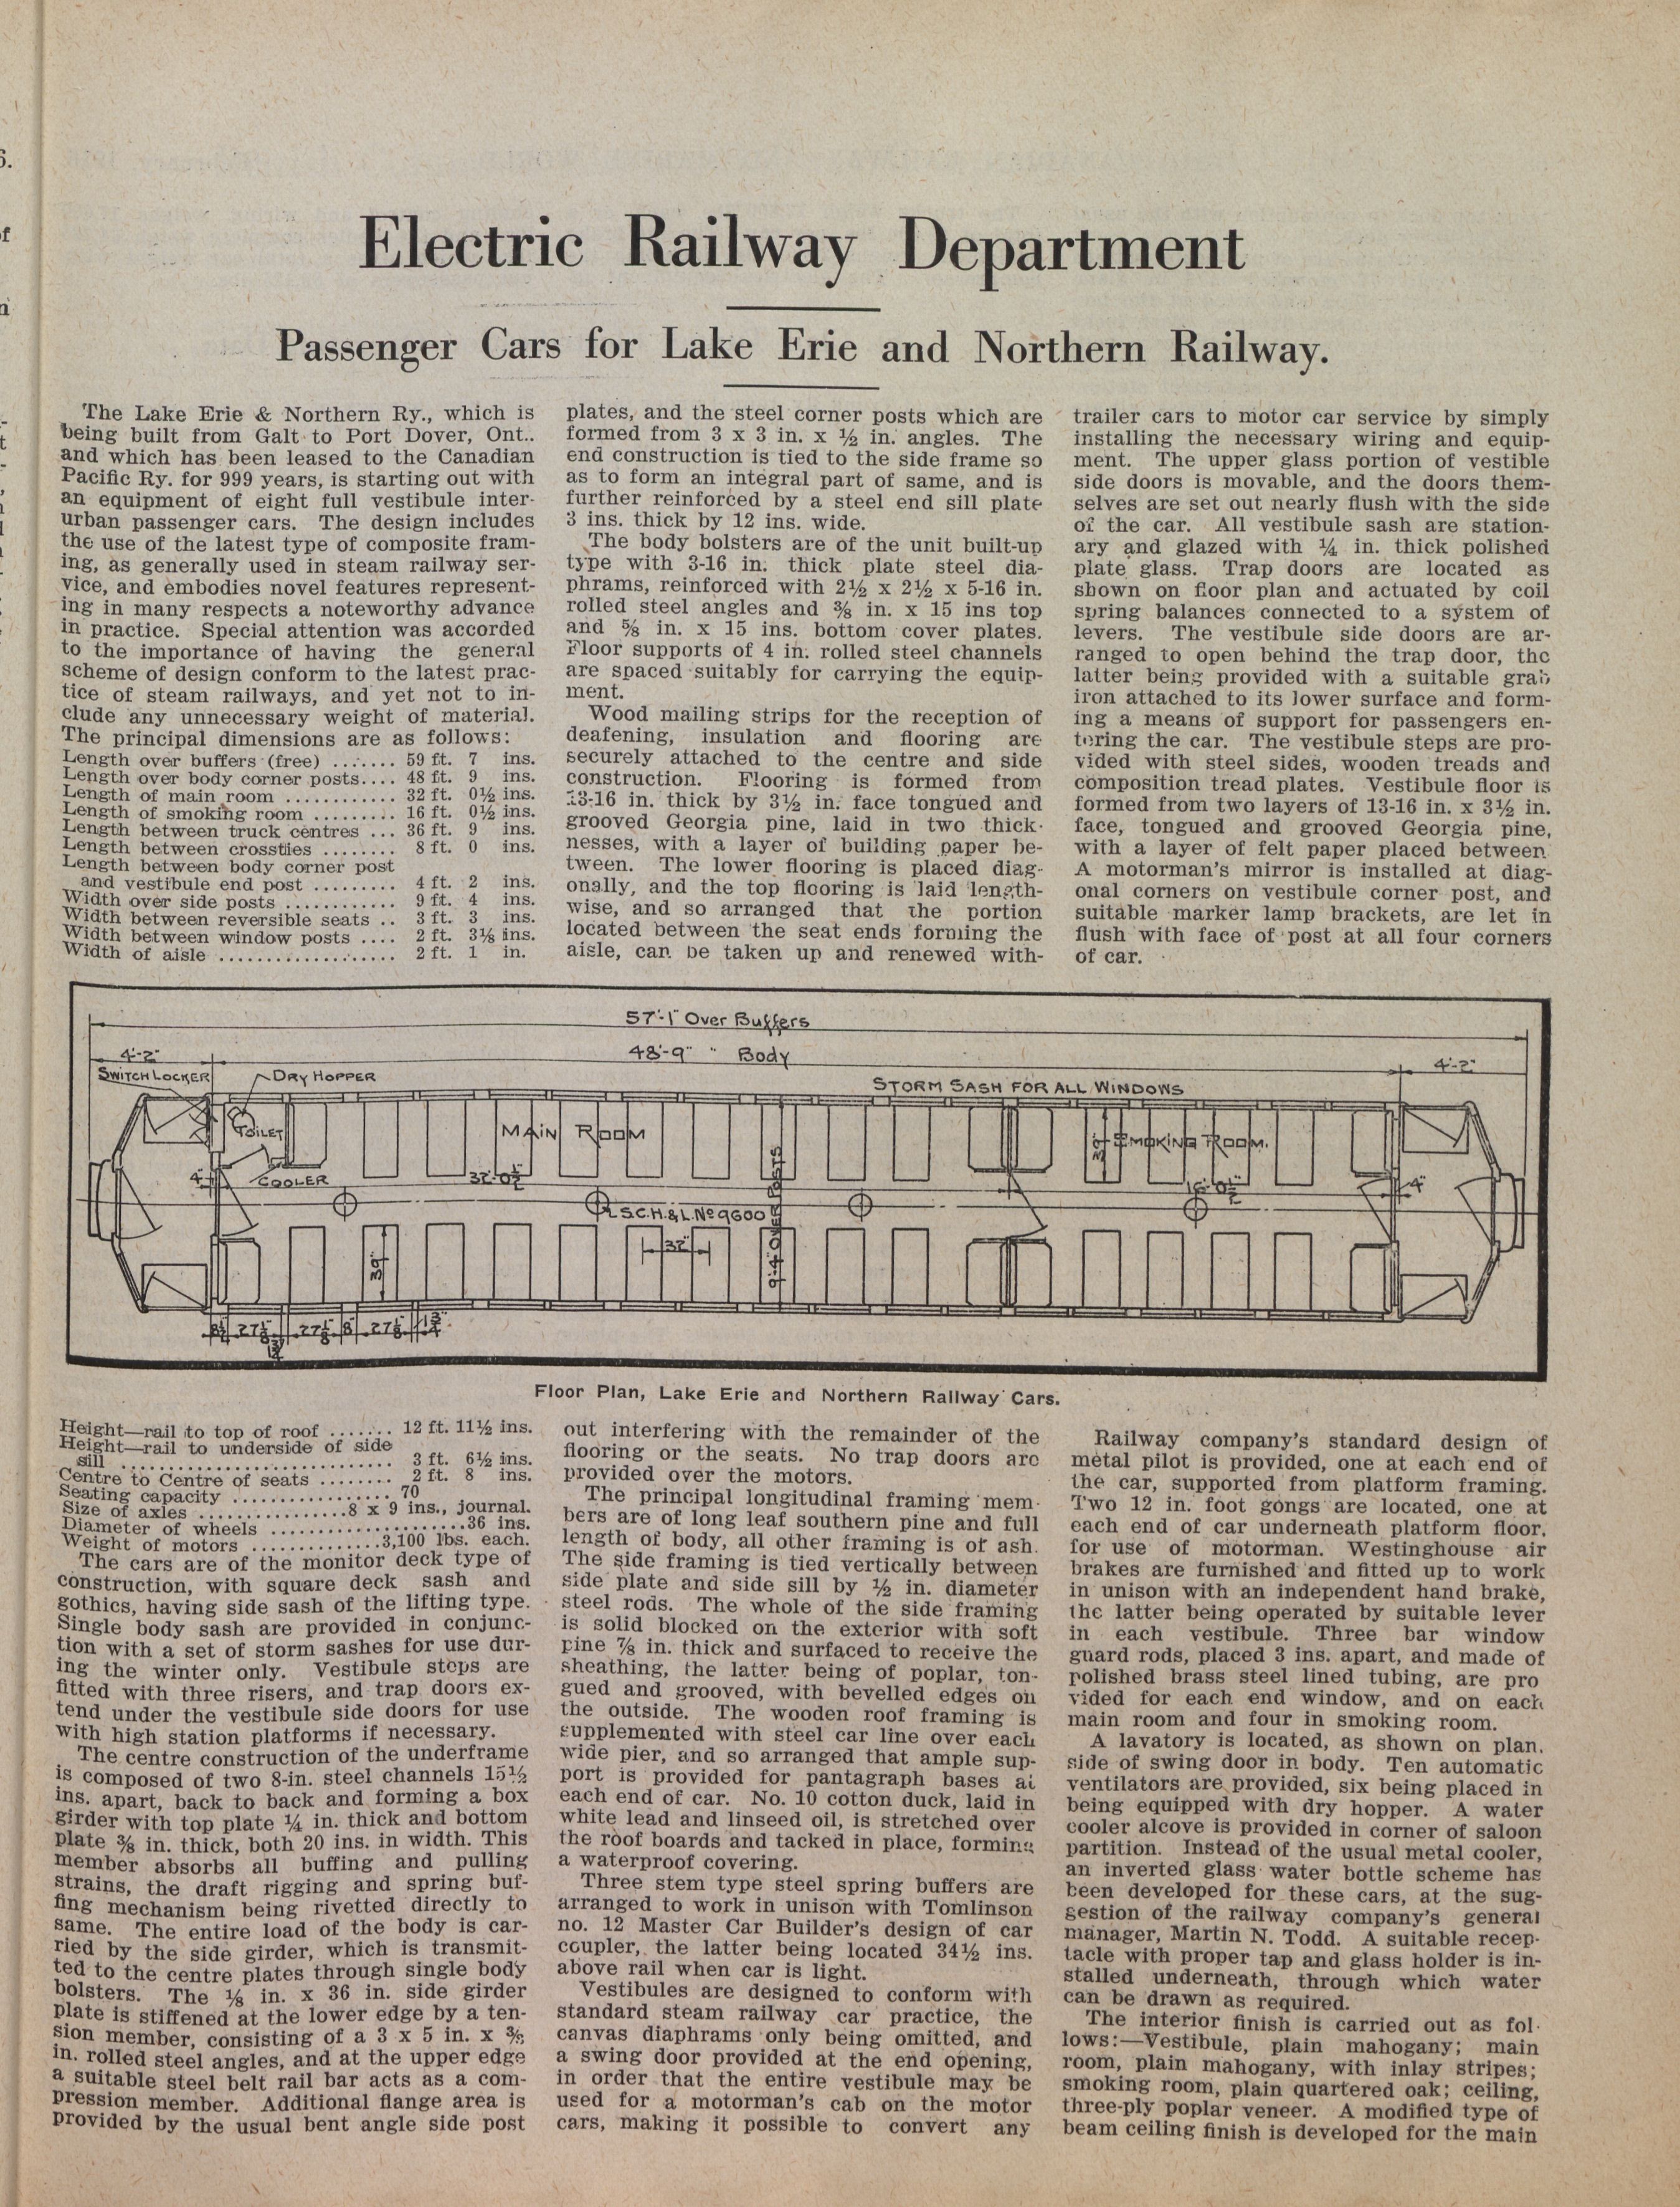 Electric Railway Department
Passenger Cars for Lake Erie and Northern Railway.
The Lake Erie & Northern Ry., which is
being built from Galt to Port Dover, Ont..
and which has been leased to the Canadian
Pacific Ry. for 999 years, is starting out with
an equipment of eight full vestibule inter-
urban passenger cars. The design includes
the use of the latest type of composite fram-
ing, as generally used in steam railway ser-
vice, and embodies novel features represent-
ing in many respects a noteworthy advance
in practice. Special attention was accorded
to the importance of having the general
scheme of design conform to the latest prac-
tice of steam railways, and yet not to in-
clude any unnecessary weight of material.
The principal dimensions are as follows:
Length over buffers (free) ....... 59 ft. 7 ins.
Length over body corner posts.... 48 ft. 9 ins.
Length of main room ............ 32 ft. 0½ ins.
Length of smoking room ......... 16 ft. 0½ ins.
Length between truck centres ... 36 ft. 9 ins.
Length between crossties ........ 8 ft. 0 ins.
Length between body corner post
and vestibule end post ......... 4 ft. 2 ins.
Width over side posts ............ 9 ft. 4 ins.
Width between reversible seats .. 3 ft. 3 ins.
Width between window posts .... 2 ft. 3⅛ ins.
Width of aisle ................... 2 ft. 1 in.
plates, and the steel corner posts which are
formed from 3 x 3 in. x ½ in. angles. The
end construction is tied to the side frame so
as to form an integral part of same, and is
further reinforced by a steel end sill plate
3 ins. thick by 12 ins. wide.
The body bolsters are of the unit built-up
type with 3-16 in. thick plate steel dia-
phrams, reinforced with 2½ x 2½ x 5-16 in.
rolled steel angles and ⅜ in. x 15 ins top
and ⅝ in. x 15 ins. bottom cover plates.
Floor supports of 4 in. rolled steel channels
are spaced suitably for carrying the equip-
ment.
Wood mailing strips for the reception of
deafening, insulation and flooring are
securely attached to the centre and side
construction. Flooring is formed from
13-16 in. thick by 3½ in. face tongued and
grooved Georgia pine, laid in two thick-
nesses, with a layer of building paper be-
tween. The lower flooring is placed diag-
onally, and the top flooring is laid length-
wise, and so arranged that the portion
located between the seat ends forming the
aisle, can be taken up and renewed with-
trailer cars to motor car service by simply
installing the necessary wiring and equip-
ment. The upper glass portion of vestible
side doors is movable, and the doors them-
selves are set out nearly flush with the side
of the car. All vestibule sash are station-
ary and glazed with ¼ in. thick polished
plate glass. Trap doors are located as
shown on floor plan and actuated by coil
spring balances connected to a system of
levers. The vestibule side doors are ar-
ranged to open behind the trap door, the
latter being provided with a suitable grab
iron attached to its lower surface and form-
ing a means of support for passengers en-
tering the car. The vestibule steps are pro-
vided with steel sides, wooden treads and
composition tread plates. Vestibule floor is
formed from two layers of 13-16 in. x 3½ in.
face, tongued and grooved Georgia pine,
with a layer of felt paper placed between.
A motorman's mirror is installed at diag-
onal corners on vestibule corner post, and
suitable marker lamp brackets, are let in
flush with face of post at all four corners
of car.
57'-1" Over Buffers
48'-9" " Body
4'-2"
4'-2"
SWITCH LOCKER
DRY HOPPER
STORM SASH FOR ALL WINDOWS
TOILET
MAIN ROOM
SMOKING ROOM.
COOLER
32'-0½"
16'-0½"
S.C.H.&L. No 9600
32"
39"
Floor Plan, Lake Erie and Northern Railway Cars.
Height—rail to top of roof ....... 12 ft. 11½ ins.
Height—rail to underside of side
sill ............................. 3 ft. 6½ ins.
Centre to Centre of seats ........ 2 ft. 8 ins.
Seating capacity ................. 70
Size of axles ................8 x 9 ins., journal.
Diameter of wheels .....................36 ins.
Weight of motors ..............3,100 lbs. each.
The cars are of the monitor deck type of
construction, with square deck sash and
gothics, having side sash of the lifting type.
Single body sash are provided in conjunc-
tion with a set of storm sashes for use dur-
ing the winter only. Vestibule steps are
fitted with three risers, and trap doors ex-
tend under the vestibule side doors for use
with high station platforms if necessary.
The centre construction of the underframe
is composed of two 8-in. steel channels 15½
ins. apart, back to back and forming a box
girder with top plate ¼ in. thick and bottom
plate ⅜ in. thick, both 20 ins. in width. This
member absorbs all buffing and pulling
strains, the draft rigging and spring buf-
fing mechanism being rivetted directly to
same. The entire load of the body is car-
ried by the side girder, which is transmit-
ted to the centre plates through single body
bolsters. The ⅛ in. x 36 in. side girder
plate is stiffened at the lower edge by a ten-
sion member, consisting of a 3 x 5 in. x ⅜
in. rolled steel angles, and at the upper edge
a suitable steel belt rail bar acts as a com-
pression member. Additional flange area is
provided by the usual bent angle side post
out interfering with the remainder of the
flooring or the seats. No trap doors are
provided over the motors.
The principal longitudinal framing mem-
bers are of long leaf southern pine and full
length of body, all other framing is of ash.
The side framing is tied vertically between
side plate and side sill by ½ in. diameter
steel rods. The whole of the side framing
is solid blocked on the exterior with soft
pine ⅞ in. thick and surfaced to receive the
sheathing, the latter being of poplar, ton-
gued and grooved, with bevelled edges on
the outside. The wooden roof framing is
supplemented with steel car line over each
wide pier, and so arranged that ample sup-
port is provided for pantagraph bases at
each end of car. No. 10 cotton duck, laid in
white lead and linseed oil, is stretched over
the roof boards and tacked in place, forming
a waterproof covering.
Three stem type steel spring buffers are
arranged to work in unison with Tomlinson
no. 12 Master Car Builder's design of car
coupler, the latter being located 34½ ins.
above rail when car is light.
Vestibules are designed to conform with
standard steam railway car practice, the
canvas diaphrams only being omitted, and
a swing door provided at the end opening,
in order that the entire vestibule may be
used for a motorman's cab on the motor
cars, making it possible to convert any
Railway company's standard design of
metal pilot is provided, one at each end of
the car, supported from platform framing.
Two 12 in. foot gongs are located, one at
each end of car underneath platform floor,
for use of motorman. Westinghouse air
brakes are furnished and fitted up to work
in unison with an independent hand brake,
the latter being operated by suitable lever
in each vestibule. Three bar window
guard rods, placed 3 ins. apart, and made of
polished brass steel lined tubing, are pro
vided for each end window, and on each
main room and four in smoking room.
A lavatory is located, as shown on plan,
side of swing door in body. Ten automatic
ventilators are provided, six being placed in
being equipped with dry hopper. A water
cooler alcove is provided in corner of saloon
partition. Instead of the usual metal cooler,
an inverted glass water bottle scheme has
been developed for these cars, at the sug-
gestion of the railway company's general
manager, Martin N. Todd. A suitable recep-
tacle with proper tap and glass holder is in-
stalled underneath, through which water
can be drawn as required.
The interior finish is carried out as fol-
lows:—Vestibule, plain mahogany; main
room, plain mahogany, with inlay stripes;
smoking room, plain quartered oak; ceiling,
three-ply poplar veneer. A modified type of
beam ceiling finish is developed for the main